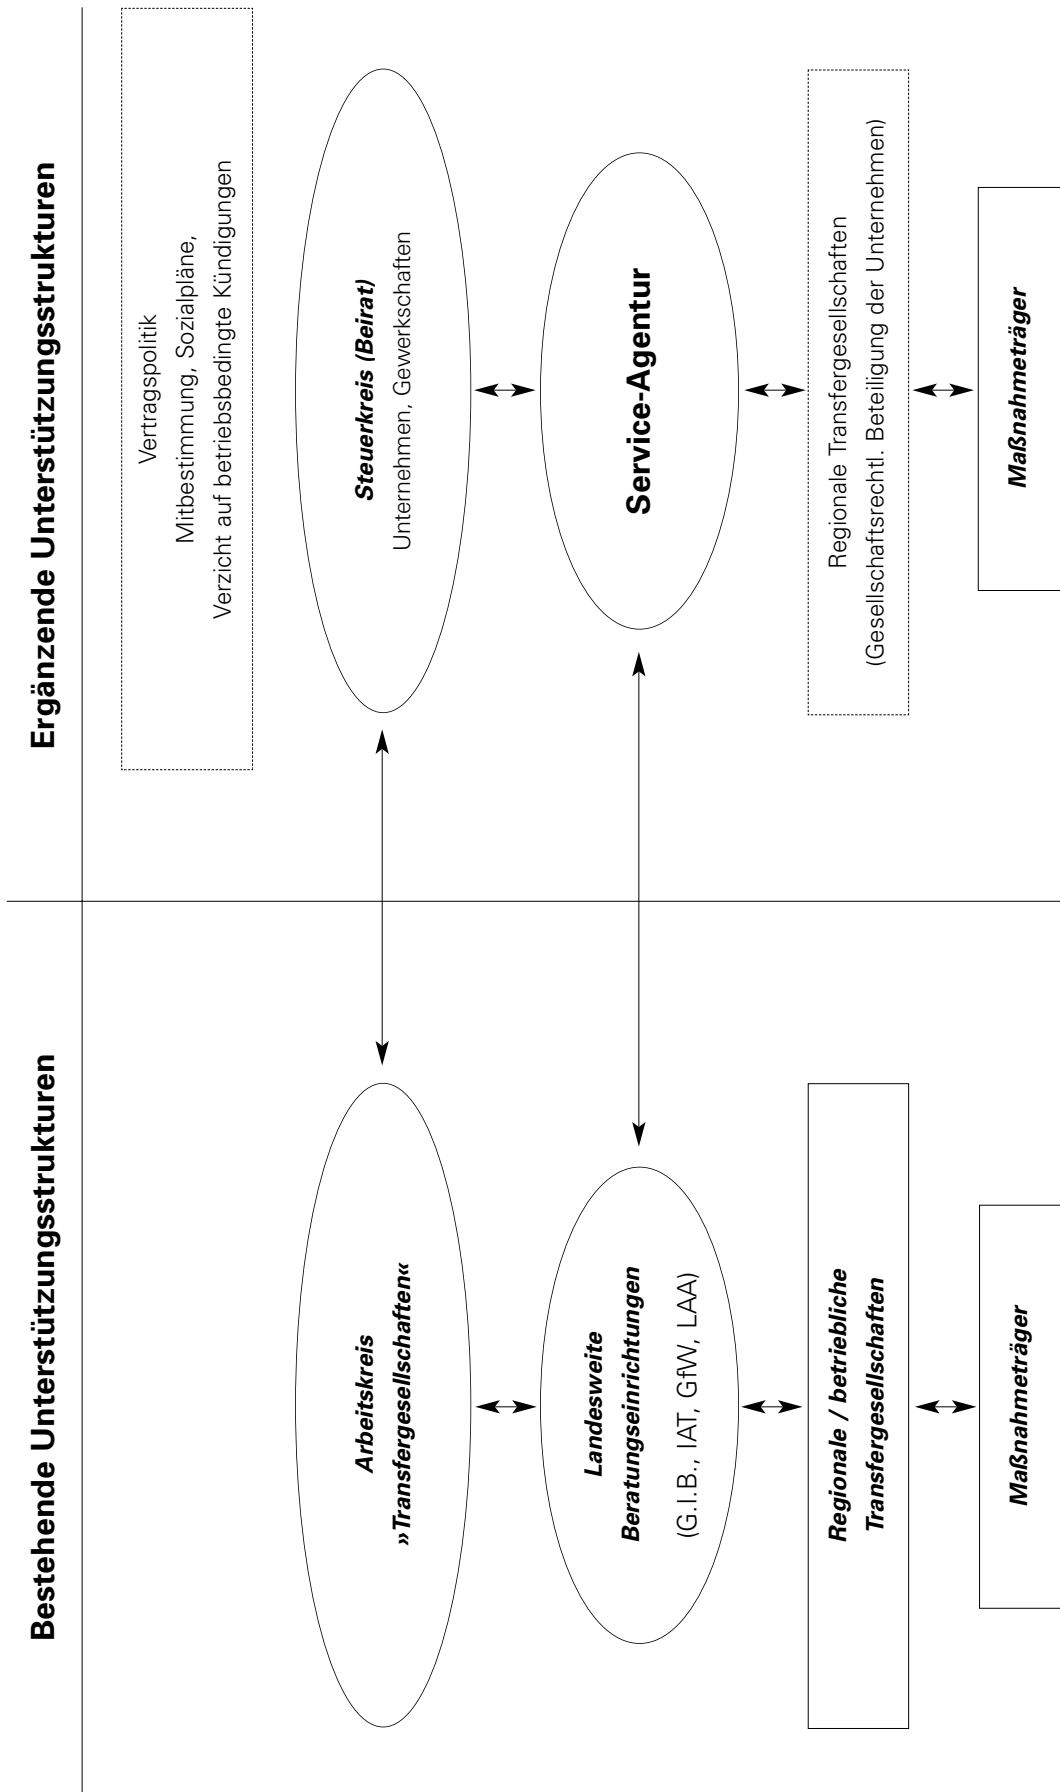 Bestehende Unterstützungsstrukturen
Arbeitskreis
»Transfergesellschaften«
Landesweite
Beratungseinrichtungen
(G.I.B., IAT, GfW, LAA)
Regionale / betriebliche
Transfergesellschaften
Maßnahmeträger
Ergänzende Unterstützungsstrukturen
Vertragspolitik
Mitbestimmung, Sozialpläne,
Verzicht auf betriebsbedingte Kündigungen
Steuerkreis (Beirat)
Unternehmen, Gewerkschaften
Service-Agentur
Regionale Transfergesellschaften
(Gesellschaftsrechtl. Beteiligung der Unternehmen)
Maßnahmeträger